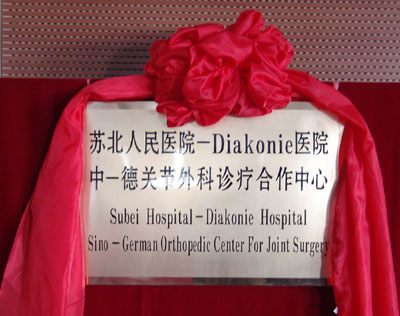 苏北人民医院-Diakonie医院
中-德关节外科诊疗合作中心
Subei Hospital-Diakonie Hospital
Sino-German Orthopedic Center For Joint Surgery